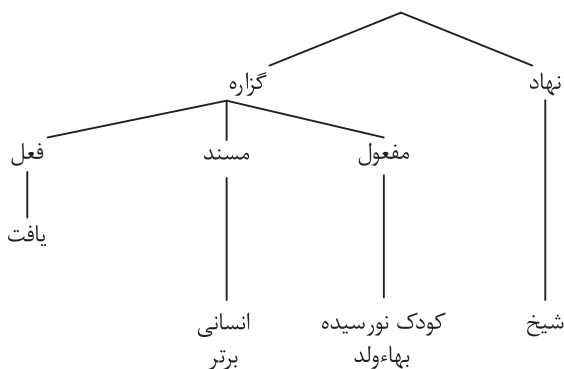 نهاد
گزاره
مفعول
مسند
فعل
یافت
شیخ
کودک نورسیده
بهاءولد
انسانی
برتر